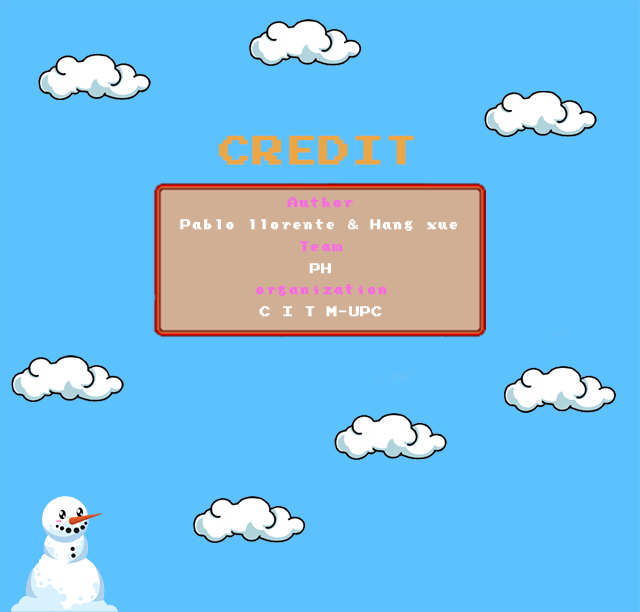 CREDIT
Author
Pablo llorente & Hang xue
Team
PH
organization
C I T M-UPC